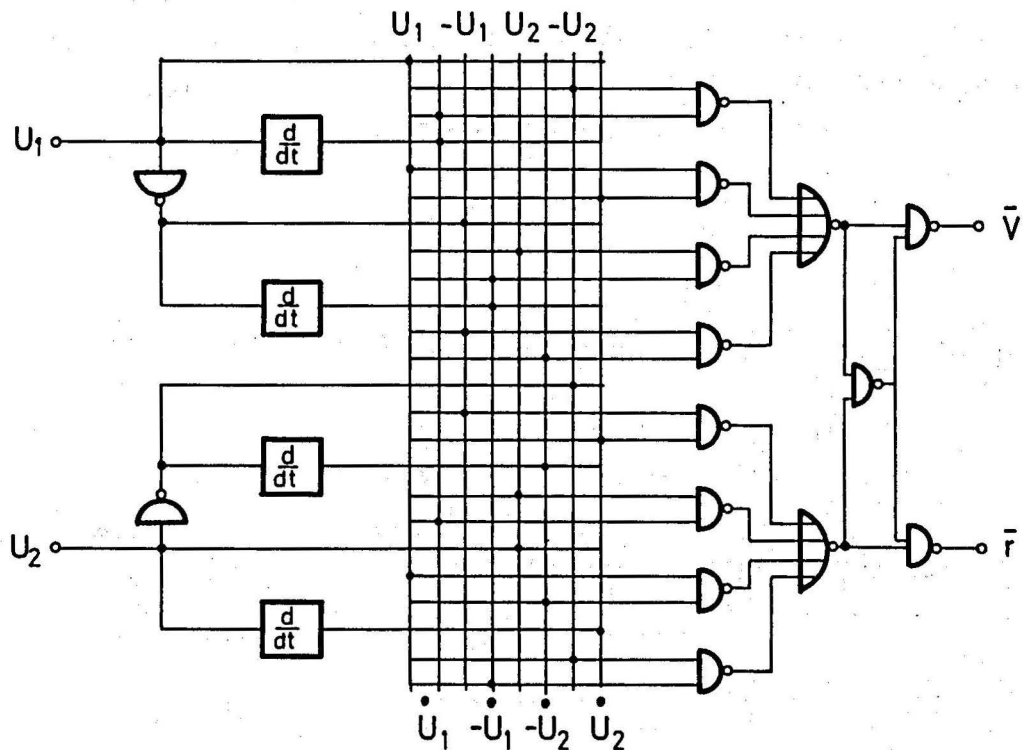 U₁ -U₁ U₂ -U₂
U₁
d/dt
V̄
d/dt
d/dt
U₂
r̄
d/dt
U̇₁ -U̇₁ -U̇₂ U̇₂